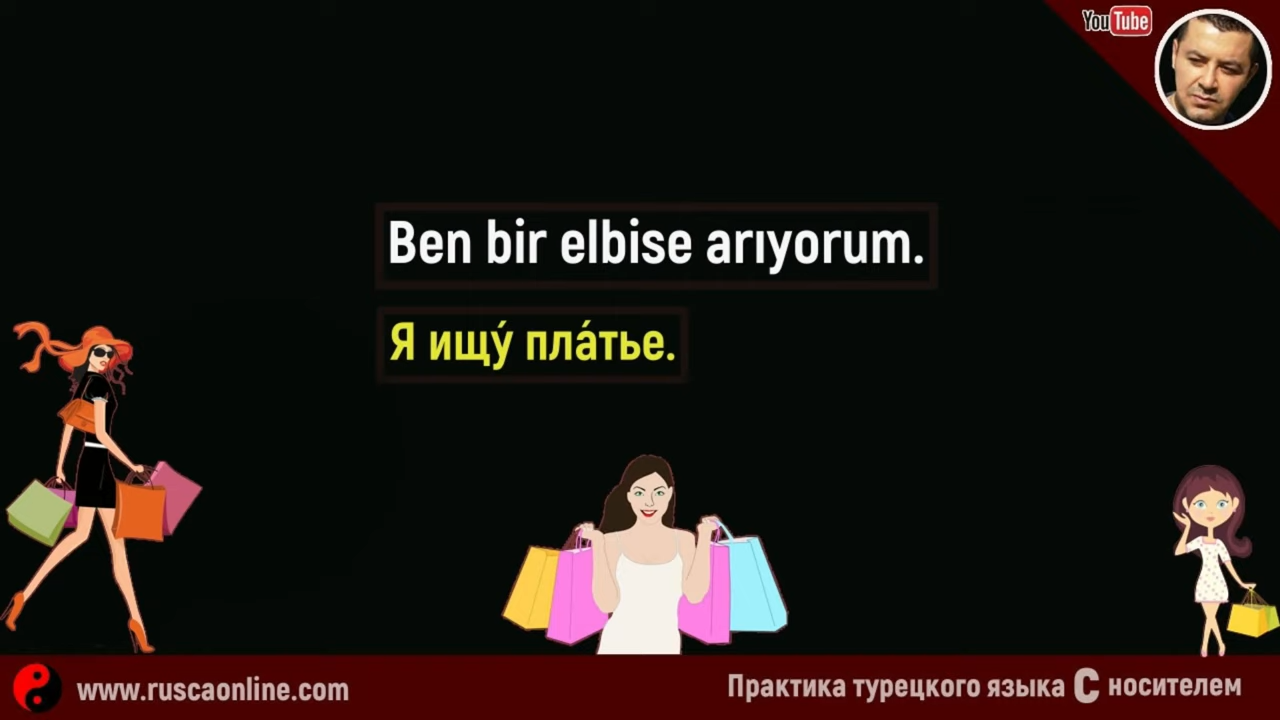 YouTube
Ben bir elbise arıyorum.
Я ищу́ пла́тье.
www.ruscaonline.com
Практика турецкого языка С носителем